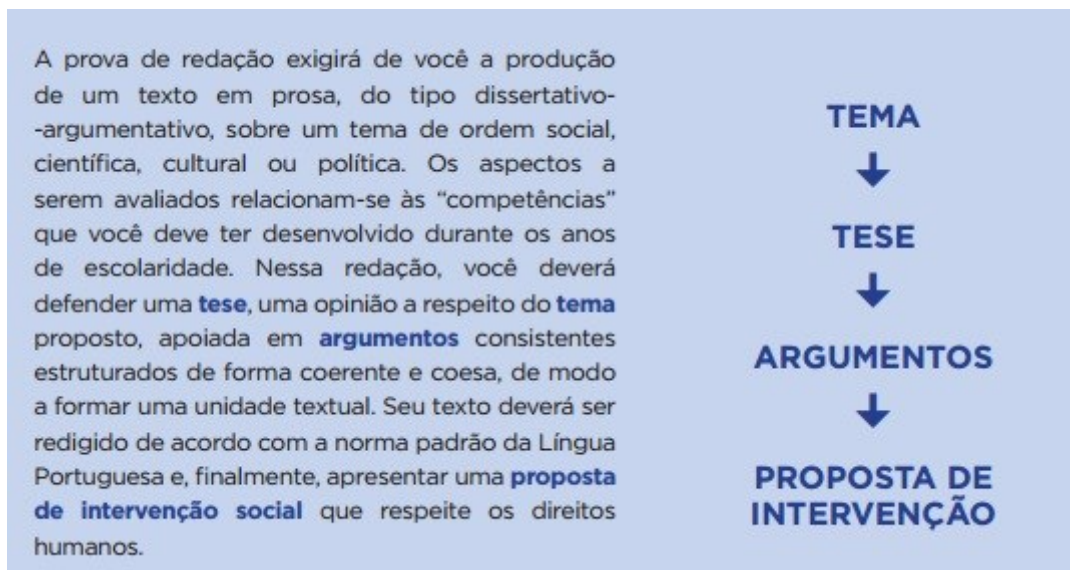 A prova de redação exigirá de você a produção
de um texto em prosa, do tipo dissertativo-
-argumentativo, sobre um tema de ordem social,
científica, cultural ou política. Os aspectos a
serem avaliados relacionam-se às “competências”
que você deve ter desenvolvido durante os anos
de escolaridade. Nessa redação, você deverá
defender uma tese, uma opinião a respeito do tema
proposto, apoiada em argumentos consistentes
estruturados de forma coerente e coesa, de modo
a formar uma unidade textual. Seu texto deverá ser
redigido de acordo com a norma padrão da Língua
Portuguesa e, finalmente, apresentar uma proposta
de intervenção social que respeite os direitos
humanos.
TEMA
TESE
ARGUMENTOS
PROPOSTA DE
INTERVENÇÃO